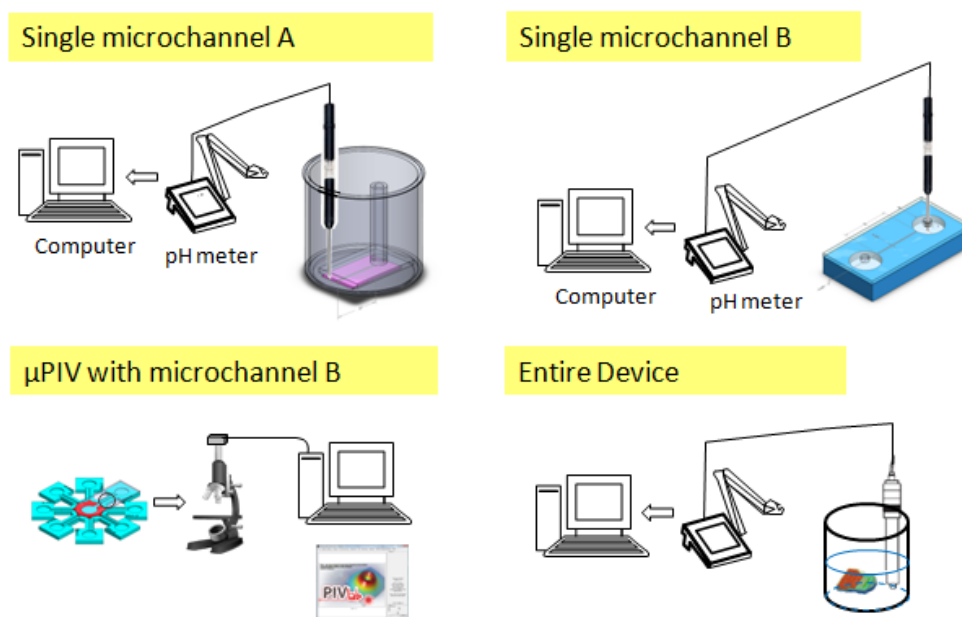 Single microchannel A
Single microchannel B
Computer
pH meter
Computer
pH meter
µPIV with microchannel B
Entire Device
PIV